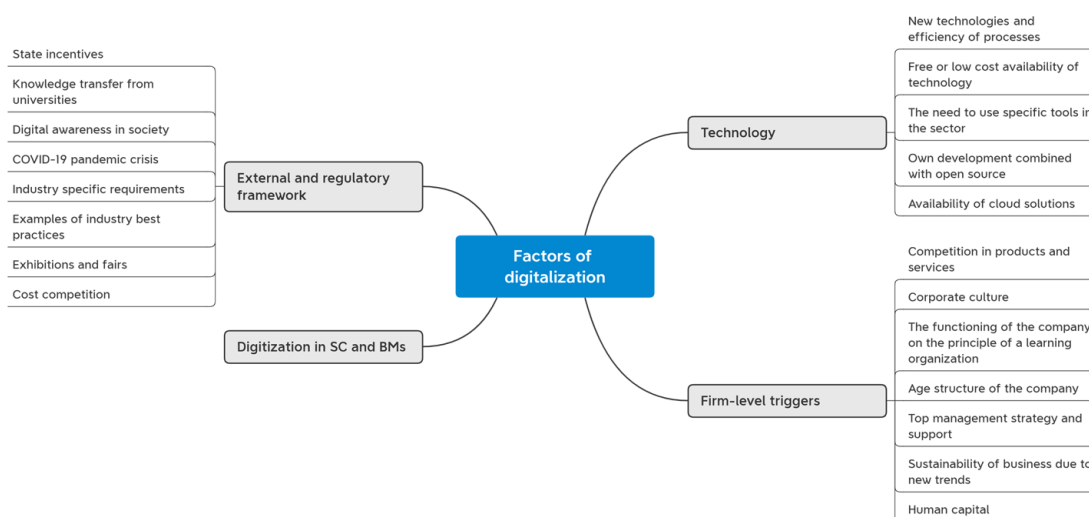 State incentives
Knowledge transfer from
universities
Digital awareness in society
COVID-19 pandemic crisis
Industry specific requirements
Examples of industry best
practices
Exhibitions and fairs
Cost competition
External and regulatory
framework
Digitization in SC and BMs
Factors of
digitalization
Technology
New technologies and
efficiency of processes
Free or low cost availability of
technology
The need to use specific tools in
the sector
Own development combined
with open source
Availability of cloud solutions
Firm-level triggers
Competition in products and
services
Corporate culture
The functioning of the company
on the principle of a learning
organization
Age structure of the company
Top management strategy and
support
Sustainability of business due to
new trends
Human capital